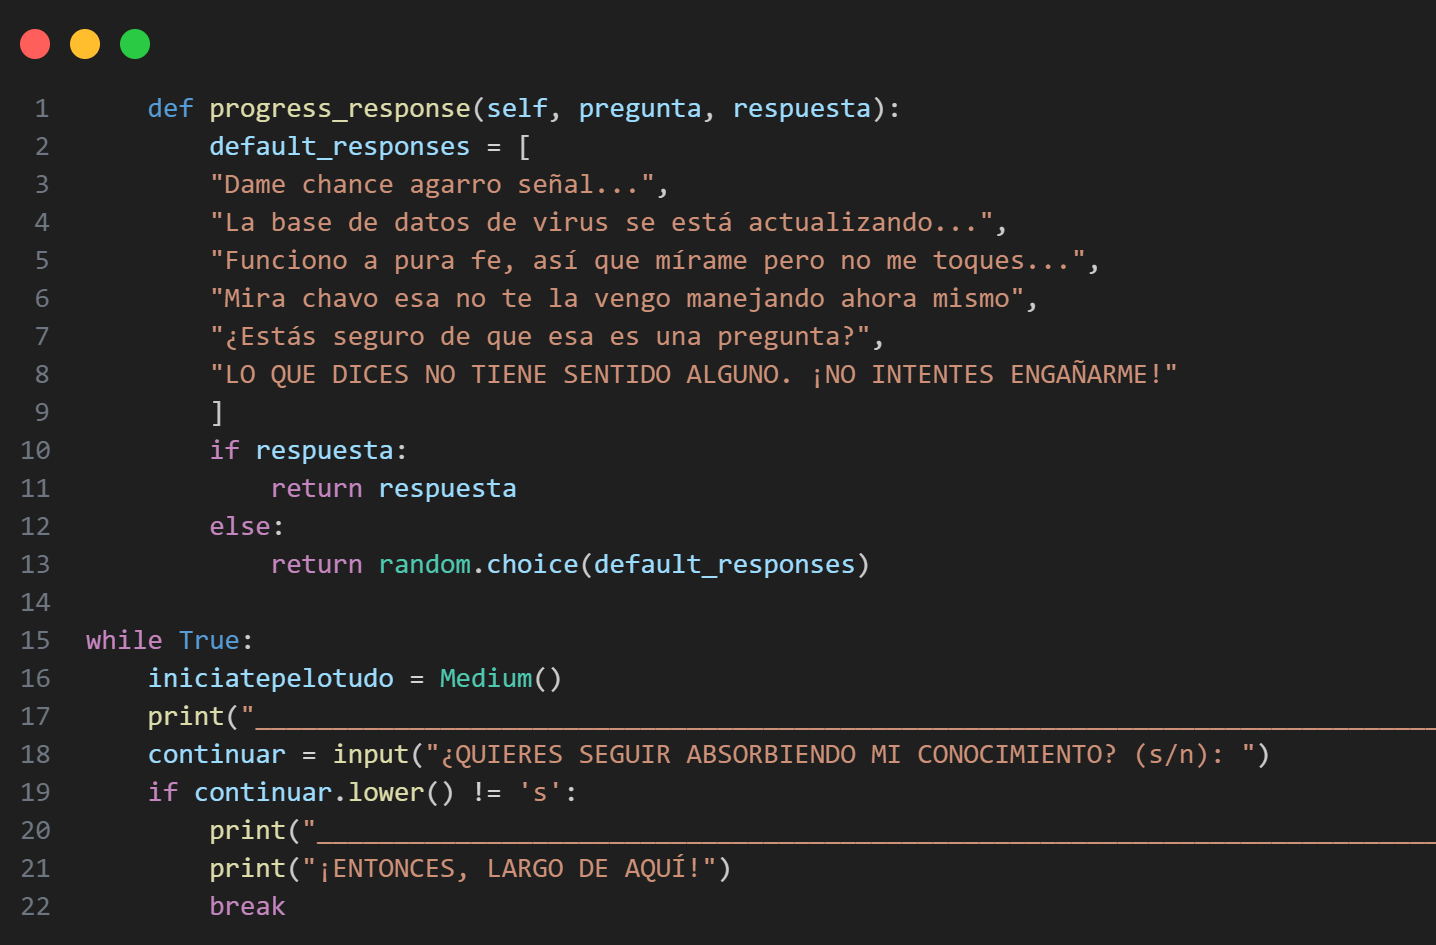 1 def progress_response(self, pregunta, respuesta):
2 default_responses = [
3 "Dame chance agarro señal...",
4 "La base de datos de virus se está actualizando...",
5 "Funciono a pura fe, así que mírame pero no me toques...",
6 "Mira chavo esa no te la vengo manejando ahora mismo",
7 "¿Estás seguro de que esa es una pregunta?",
8 "LO QUE DICES NO TIENE SENTIDO ALGUNO. ¡NO INTENTES ENGAÑARME!"
9 ]
10 if respuesta:
11 return respuesta
12 else:
13 return random.choice(default_responses)
14
15 while True:
16 iniciatepelotudo = Medium()
17 print("_____________________________________________________________________________
18 continuar = input("¿QUIERES SEGUIR ABSORBIENDO MI CONOCIMIENTO? (s/n): ")
19 if continuar.lower() != 's':
20 print("_________________________________________________________________________
21 print("¡ENTONCES, LARGO DE AQUÍ!")
22 break